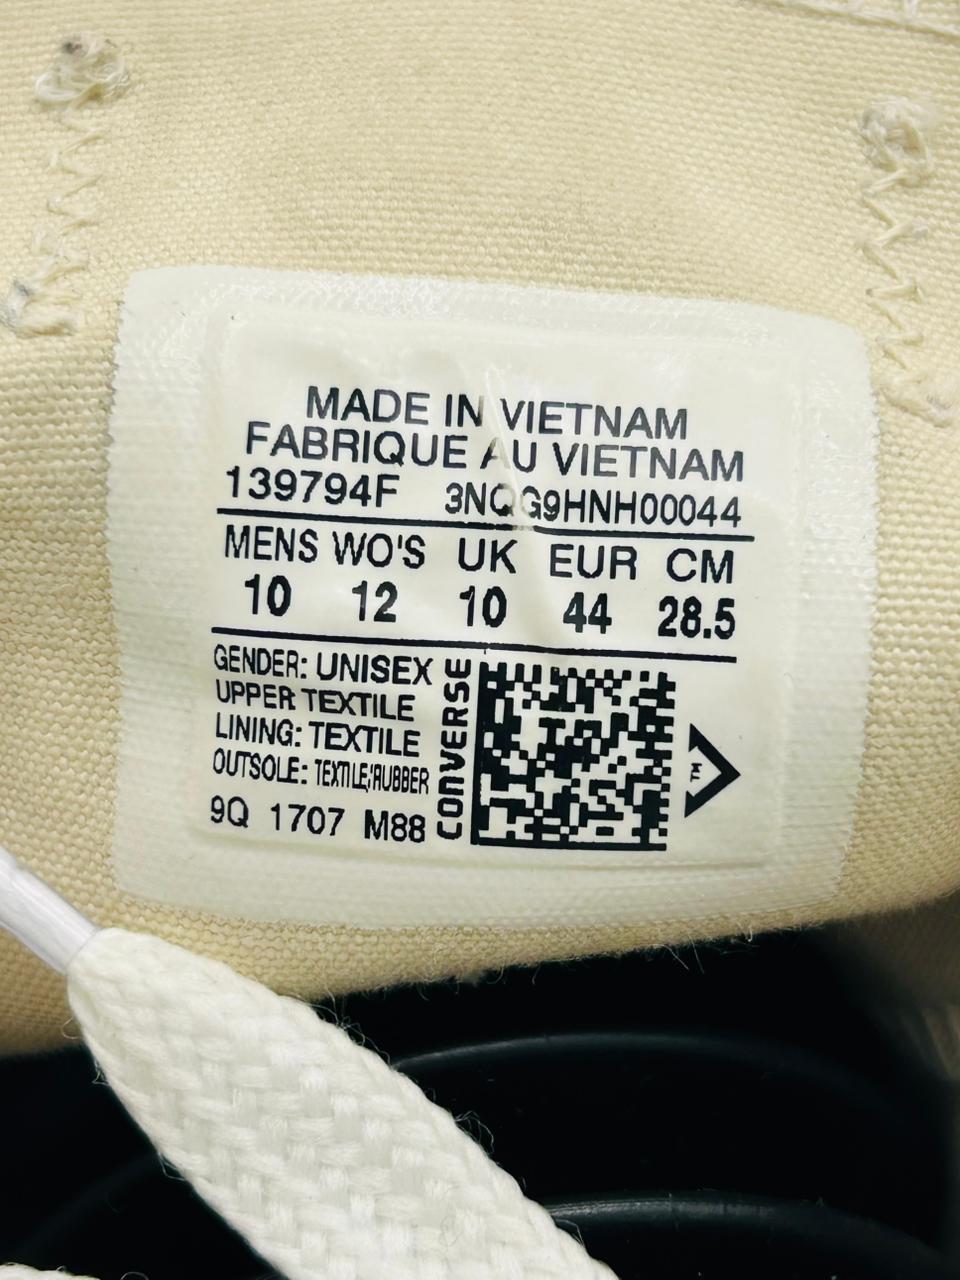 MADE IN VIETNAM
FABRIQUE AU VIETNAM
139794F 3NQG9HNH00044
MENS WO'S UK EUR CM
10 12 10 44 28.5
GENDER: UNISEX
UPPER: TEXTILE
LINING: TEXTILE
OUTSOLE: TEXTILE/RUBBER
9Q 1707 M88
CONVERSE
TM